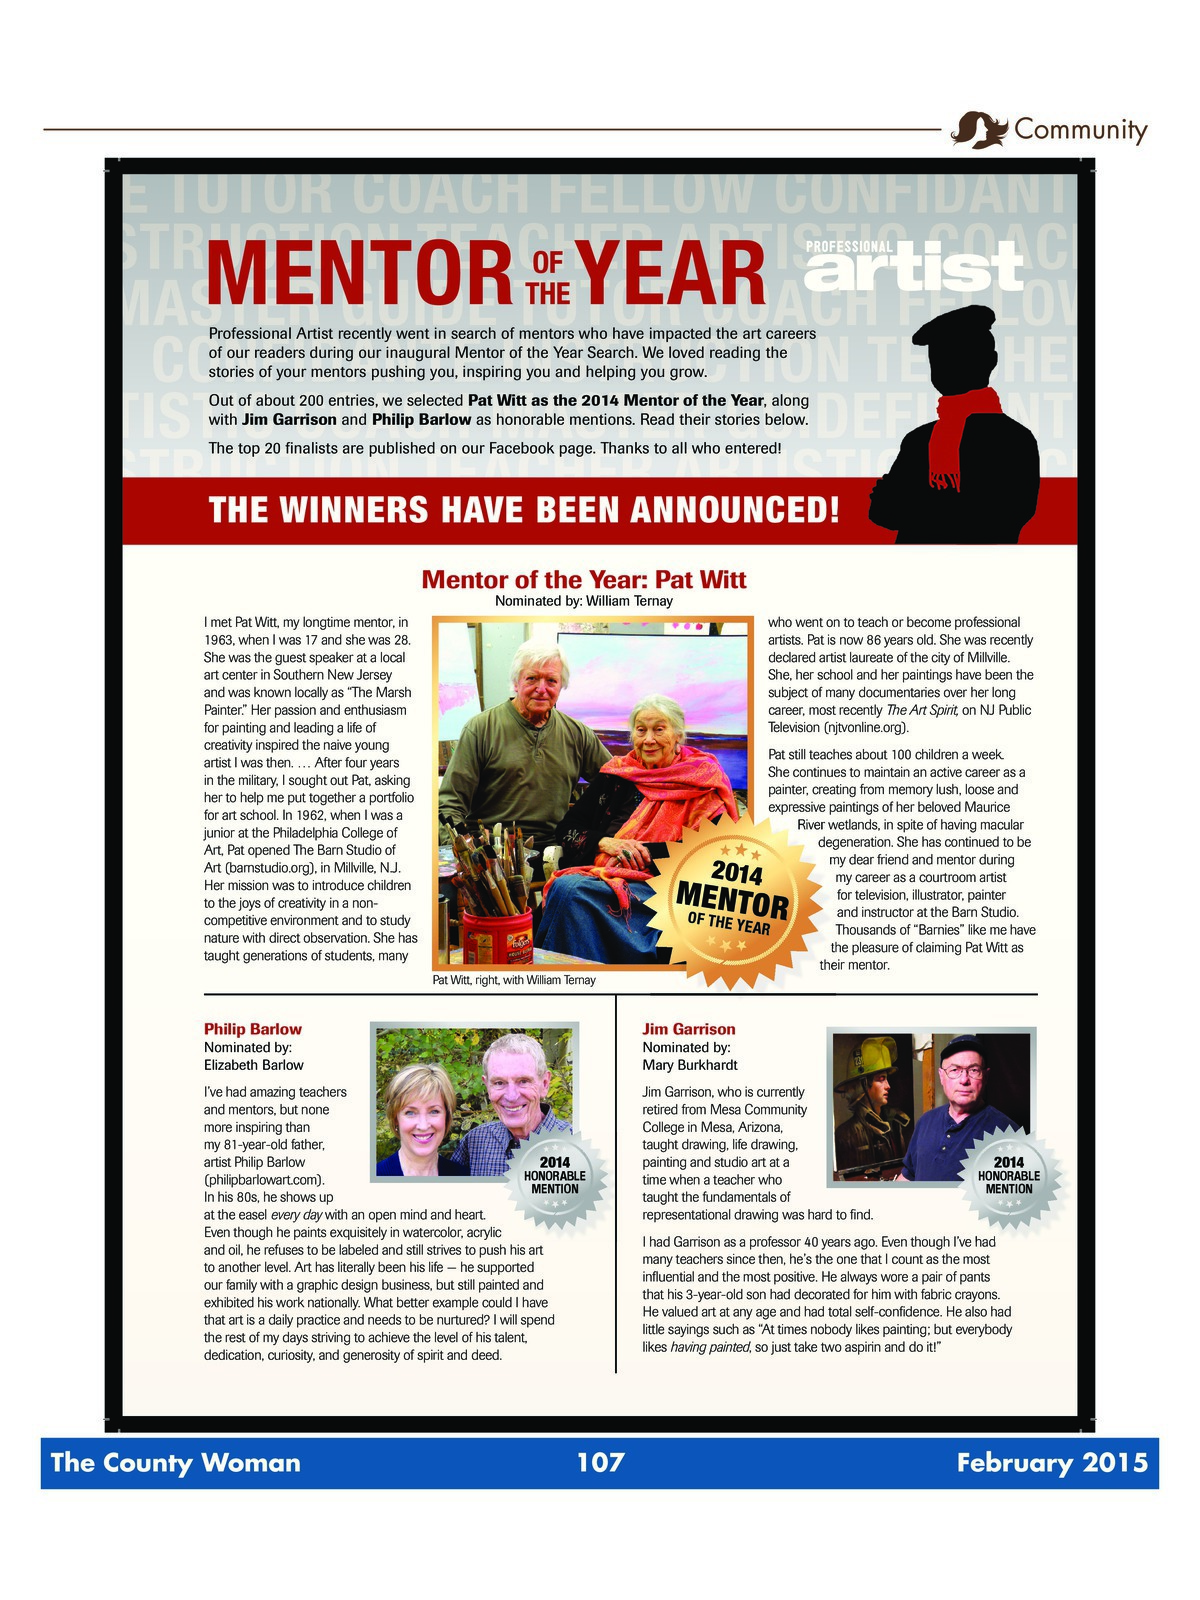 Community
E TUTOR COACH FELLOW CONFIDANT
MENTOR OF THE YEAR
PROFESSIONAL
artist
Professional Artist recently went in search of mentors who have impacted the art careers
of our readers during our inaugural Mentor of the Year Search. We loved reading the
stories of your mentors pushing you, inspiring you and helping you grow.
Out of about 200 entries, we selected Pat Witt as the 2014 Mentor of the Year, along
with Jim Garrison and Philip Barlow as honorable mentions. Read their stories below.
The top 20 finalists are published on our Facebook page. Thanks to all who entered!
THE WINNERS HAVE BEEN ANNOUNCED!
Mentor of the Year: Pat Witt
Nominated by: William Ternay
I met Pat Witt, my longtime mentor, in
1963, when I was 17 and she was 28.
She was the guest speaker at a local
art center in Southern New Jersey
and was known locally as “The Marsh
Painter.” Her passion and enthusiasm
for painting and leading a life of
creativity inspired the naive young
artist I was then. … After four years
in the military, I sought out Pat, asking
her to help me put together a portfolio
for art school. In 1962, when I was a
junior at the Philadelphia College of
Art, Pat opened The Barn Studio of
Art (barnstudio.org), in Millville, N.J.
Her mission was to introduce children
to the joys of creativity in a non-
competitive environment and to study
nature with direct observation. She has
taught generations of students, many
Folgers
2014
MENTOR
OF THE YEAR
Pat Witt, right, with William Ternay
who went on to teach or become professional
artists. Pat is now 86 years old. She was recently
declared artist laureate of the city of Millville.
She, her school and her paintings have been the
subject of many documentaries over her long
career, most recently The Art Spirit, on NJ Public
Television (njtvonline.org).
Pat still teaches about 100 children a week.
She continues to maintain an active career as a
painter, creating from memory lush, loose and
expressive paintings of her beloved Maurice
River wetlands, in spite of having macular
degeneration. She has continued to be
my dear friend and mentor during
my career as a courtroom artist
for television, illustrator, painter
and instructor at the Barn Studio.
Thousands of “Barnies” like me have
the pleasure of claiming Pat Witt as
their mentor.
Philip Barlow
Nominated by:
Elizabeth Barlow
I’ve had amazing teachers
and mentors, but none
more inspiring than
my 81-year-old father,
artist Philip Barlow
(philipbarlowart.com).
In his 80s, he shows up
at the easel every day with an open mind and heart.
Even though he paints exquisitely in watercolor, acrylic
and oil, he refuses to be labeled and still strives to push his art
to another level. Art has literally been his life — he supported
our family with a graphic design business, but still painted and
exhibited his work nationally. What better example could I have
that art is a daily practice and needs to be nurtured? I will spend
the rest of my days striving to achieve the level of his talent,
dedication, curiosity, and generosity of spirit and deed.
2014
HONORABLE
MENTION
Jim Garrison
Nominated by:
Mary Burkhardt
Jim Garrison, who is currently
retired from Mesa Community
College in Mesa, Arizona,
taught drawing, life drawing,
painting and studio art at a
time when a teacher who
taught the fundamentals of
representational drawing was hard to find.
I had Garrison as a professor 40 years ago. Even though I’ve had
many teachers since then, he’s the one that I count as the most
influential and the most positive. He always wore a pair of pants
that his 3-year-old son had decorated for him with fabric crayons.
He valued art at any age and had total self-confidence. He also had
little sayings such as “At times nobody likes painting; but everybody
likes having painted, so just take two aspirin and do it!”
2014
HONORABLE
MENTION
The County Woman 107 February 2015